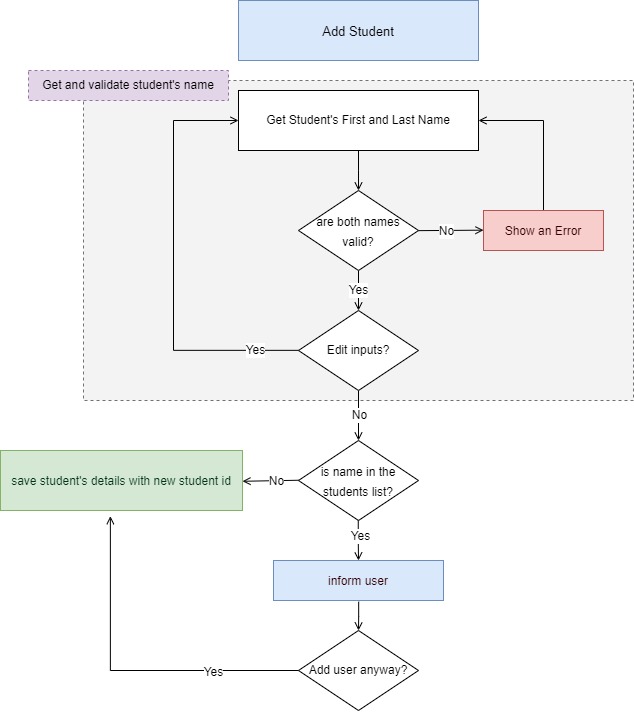 Add Student
Get and validate student's name
Get Student's First and Last Name
are both names
valid?
No
Show an Error
Yes
Edit inputs?
Yes
No
is name in the
students list?
No
save student's details with new student id
Yes
inform user
Add user anyway?
Yes